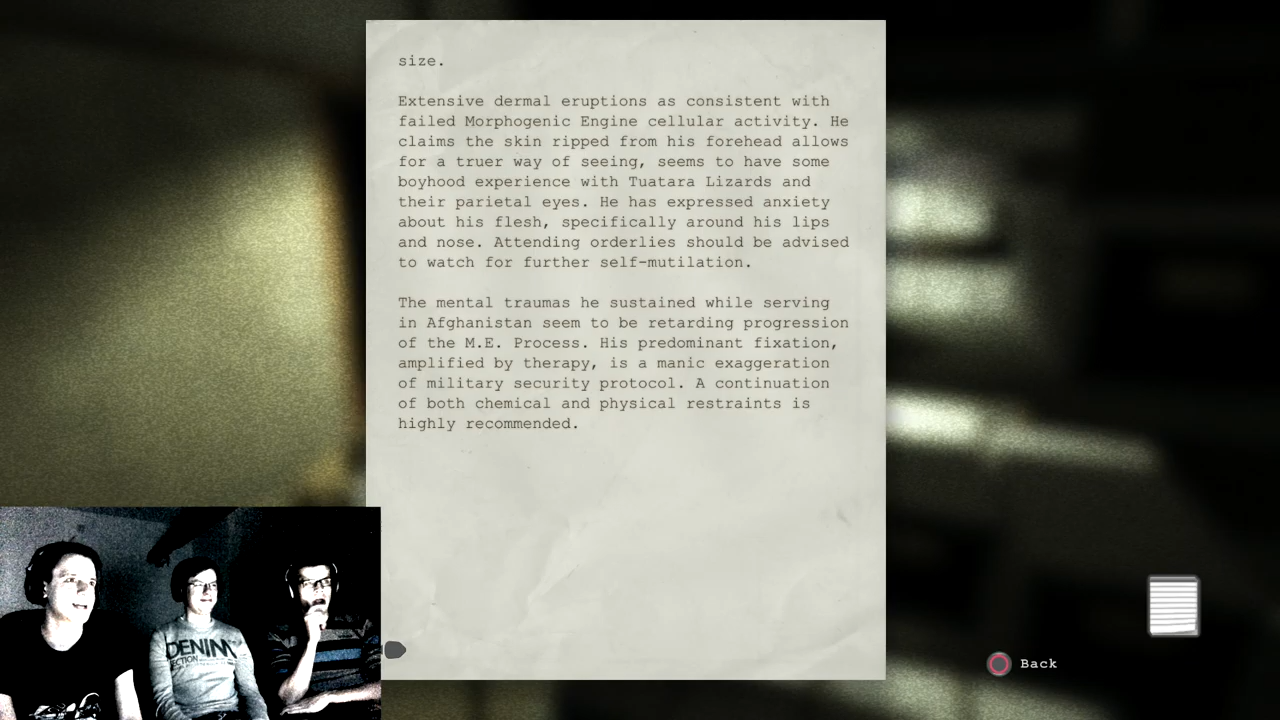 size.
Extensive dermal eruptions as consistent with
failed Morphogenic Engine cellular activity. He
claims the skin ripped from his forehead allows
for a truer way of seeing, seems to have some
boyhood experience with Tuatara Lizards and
their parietal eyes. He has expressed anxiety
about his flesh, specifically around his lips
and nose. Attending orderlies should be advised
to watch for further self-mutilation.
The mental traumas he sustained while serving
in Afghanistan seem to be retarding progression
of the M.E. Process. His predominant fixation,
amplified by therapy, is a manic exaggeration
of military security protocol. A continuation
of both chemical and physical restraints is
highly recommended.
DENIM
Back